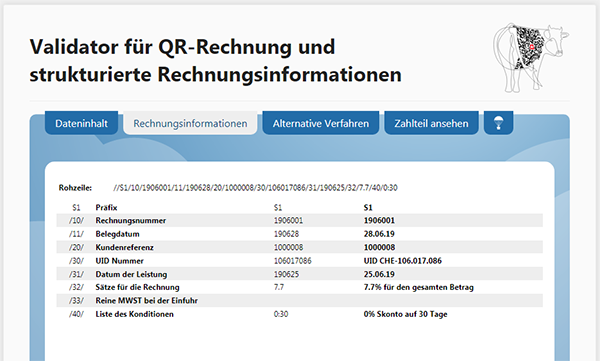 Validator für QR-Rechnung und
strukturierte Rechnungsinformationen
Dateninhalt Rechnungsinformationen Alternative Verfahren Zahlteil ansehen
Rohzeile: //S1/10/1906001/11/190628/20/1000008/30/106017086/31/190625/32/7.7/40/0:30
S1 Präfix S1 S1
/10/ Rechnungsnummer 1906001 1906001
/11/ Belegdatum 190628 28.06.19
/20/ Kundenreferenz 1000008 1000008
/30/ UID Nummer 106017086 UID CHE-106.017.086
/31/ Datum der Leistung 190625 25.06.19
/32/ Sätze für die Rechnung 7.7 7.7% für den gesamten Betrag
/33/ Reine MWST bei der Einfuhr
/40/ Liste des Konditionen 0:30 0% Skonto auf 30 Tage